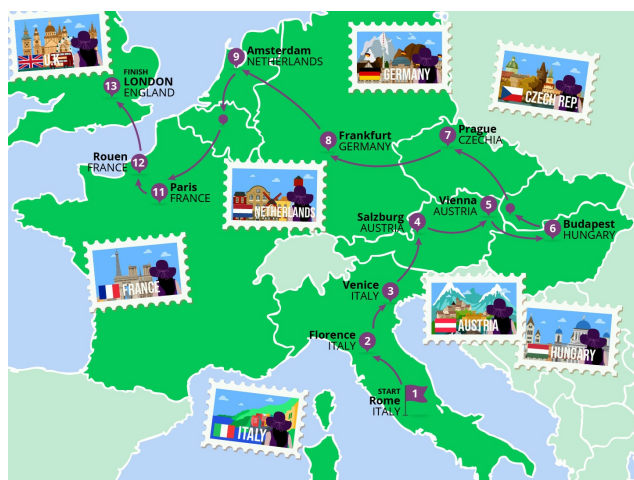 U.K.
FINISH
13
LONDON
ENGLAND
9
Amsterdam
NETHERLANDS
GERMANY
CZECH REP.
8
Frankfurt
GERMANY
7
Prague
CZECHIA
Rouen
FRANCE
12
11
Paris
FRANCE
NETHERLANDS
Salzburg
AUSTRIA
4
Vienna
AUSTRIA
5
6
Budapest
HUNGARY
FRANCE
Venice
ITALY
3
AUSTRIA
HUNGARY
Florence
ITALY
2
START
Rome
ITALY
1
ITALY